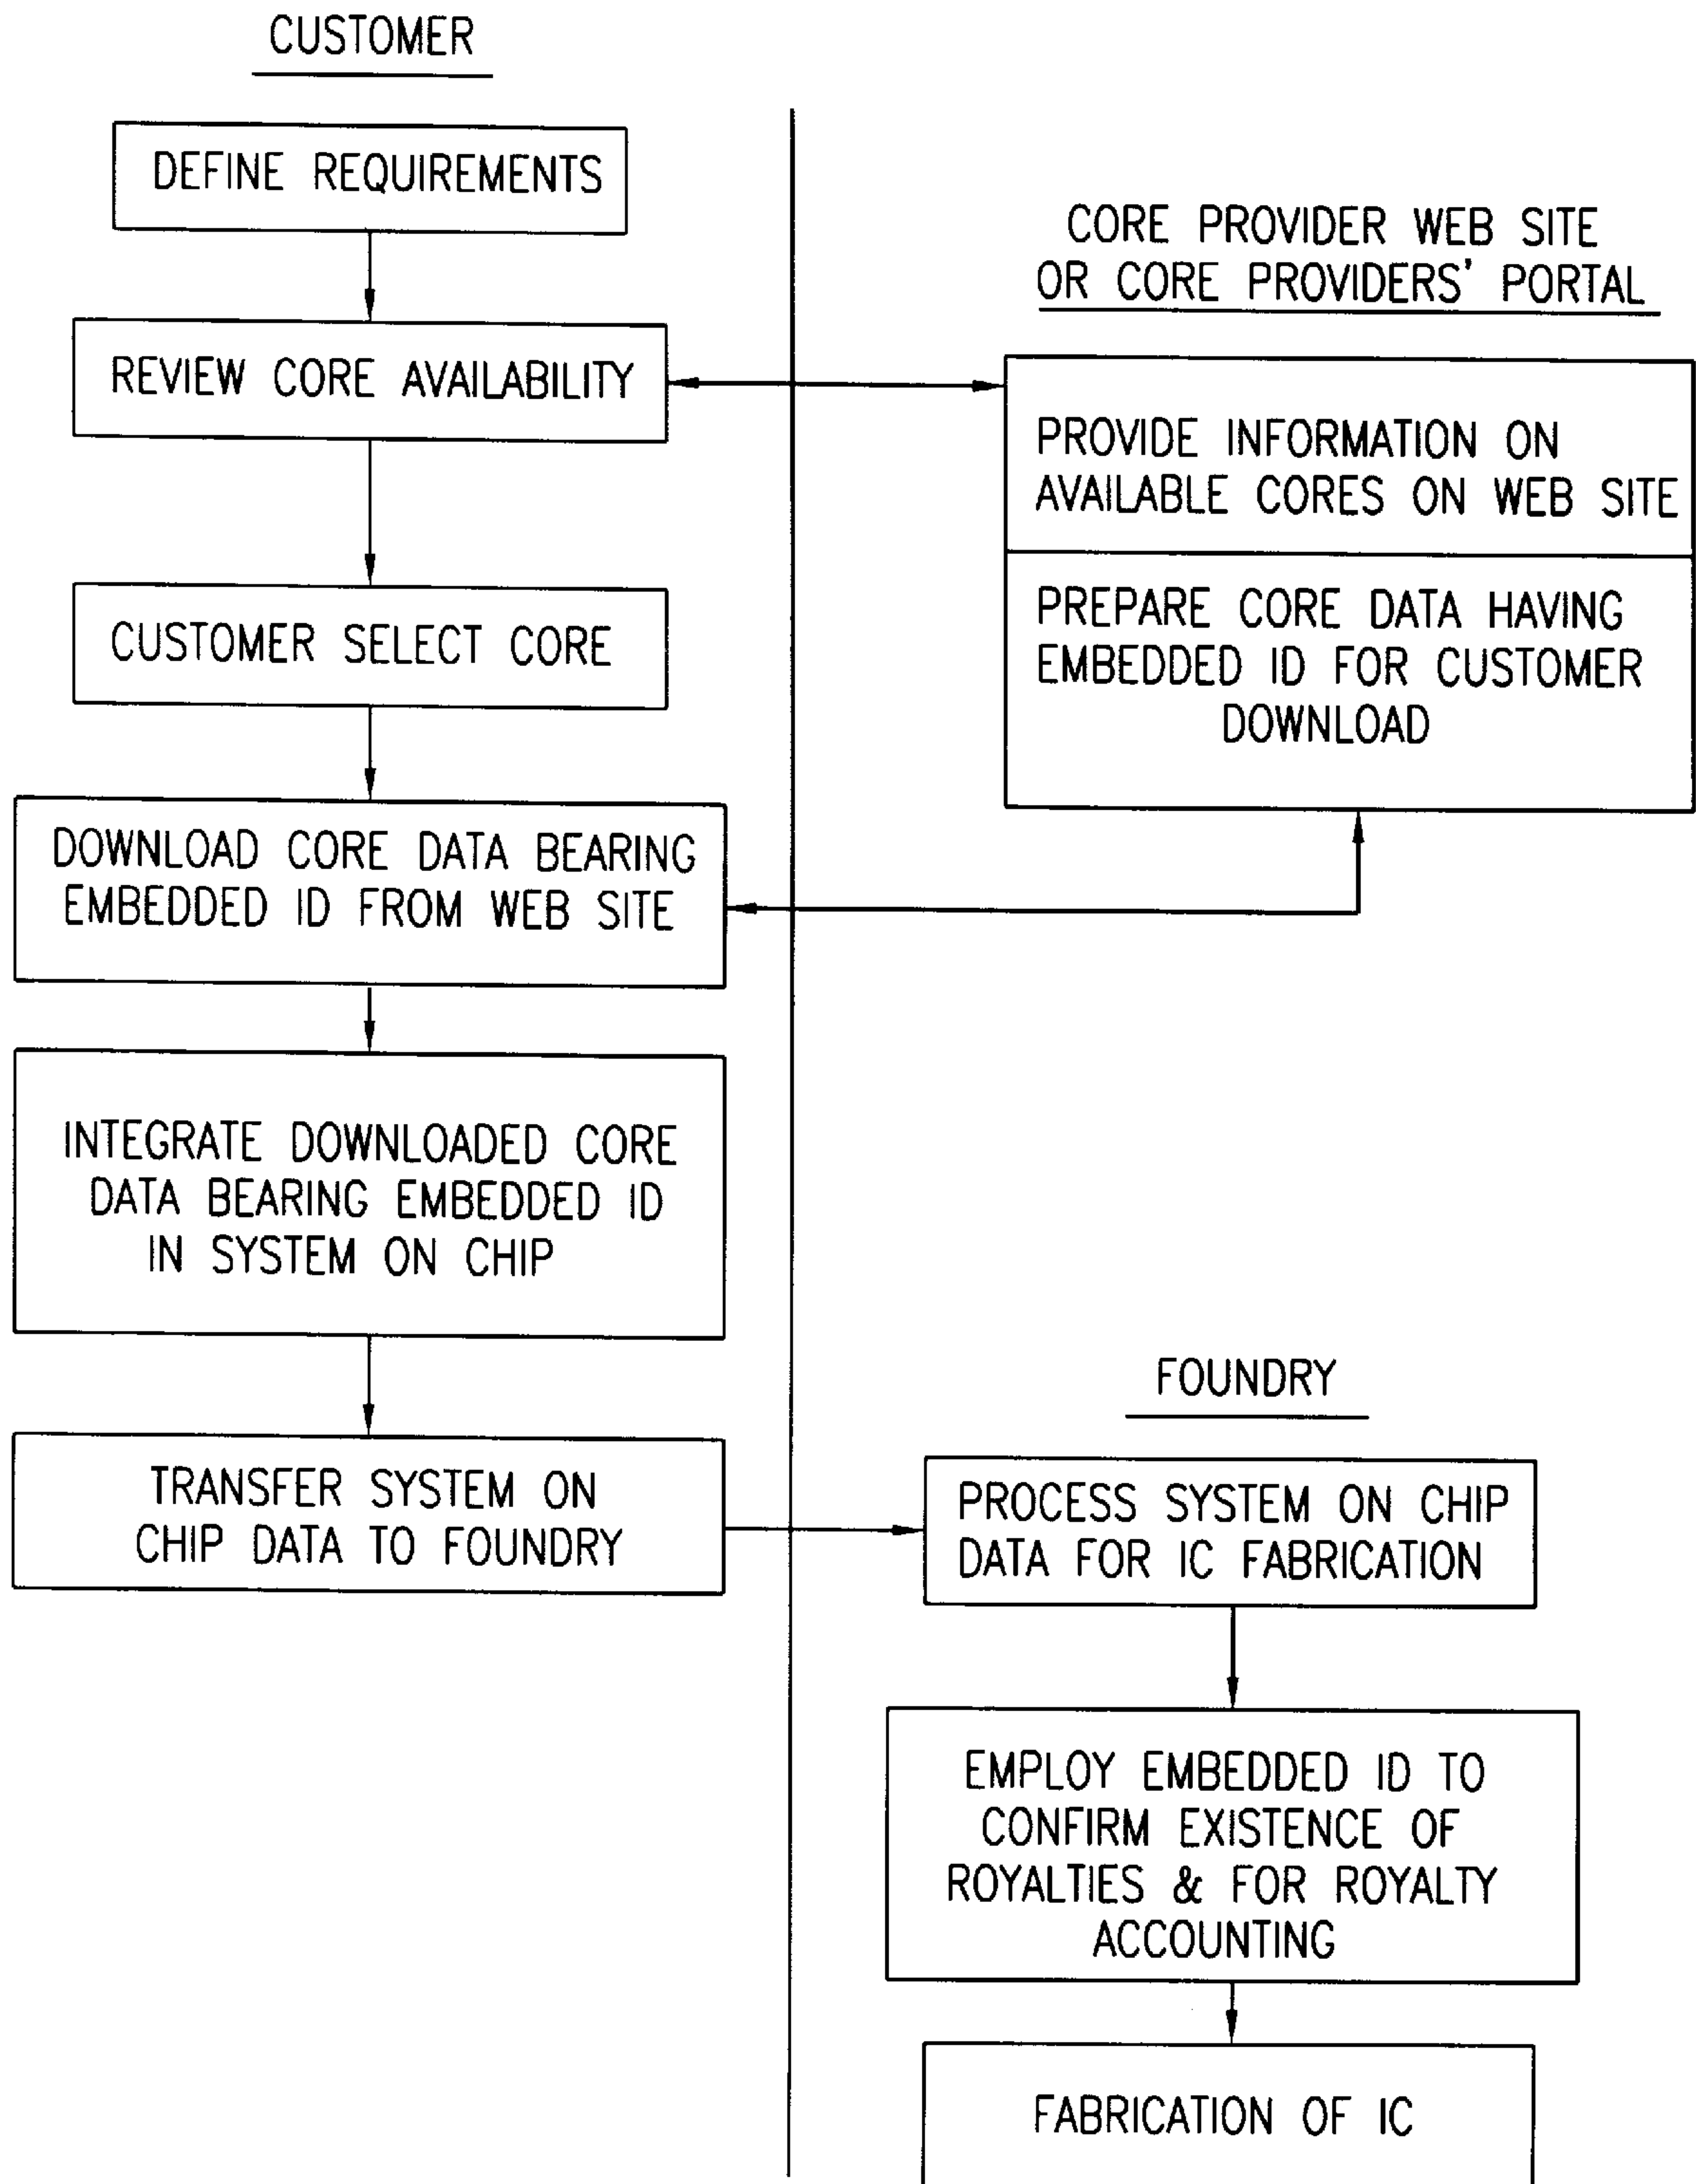 CUSTOMER
DEFINE REQUIREMENTS
REVIEW CORE AVAILABILITY
CUSTOMER SELECT CORE
DOWNLOAD CORE DATA BEARING
EMBEDDED ID FROM WEB SITE
INTEGRATE DOWNLOADED CORE
DATA BEARING EMBEDDED ID
IN SYSTEM ON CHIP
TRANSFER SYSTEM ON
CHIP DATA TO FOUNDRY
CORE PROVIDER WEB SITE
OR CORE PROVIDERS' PORTAL
PROVIDE INFORMATION ON
AVAILABLE CORES ON WEB SITE
PREPARE CORE DATA HAVING
EMBEDDED ID FOR CUSTOMER
DOWNLOAD
FOUNDRY
PROCESS SYSTEM ON CHIP
DATA FOR IC FABRICATION
EMPLOY EMBEDDED ID TO
CONFIRM EXISTENCE OF
ROYALTIES & FOR ROYALTY
ACCOUNTING
FABRICATION OF IC